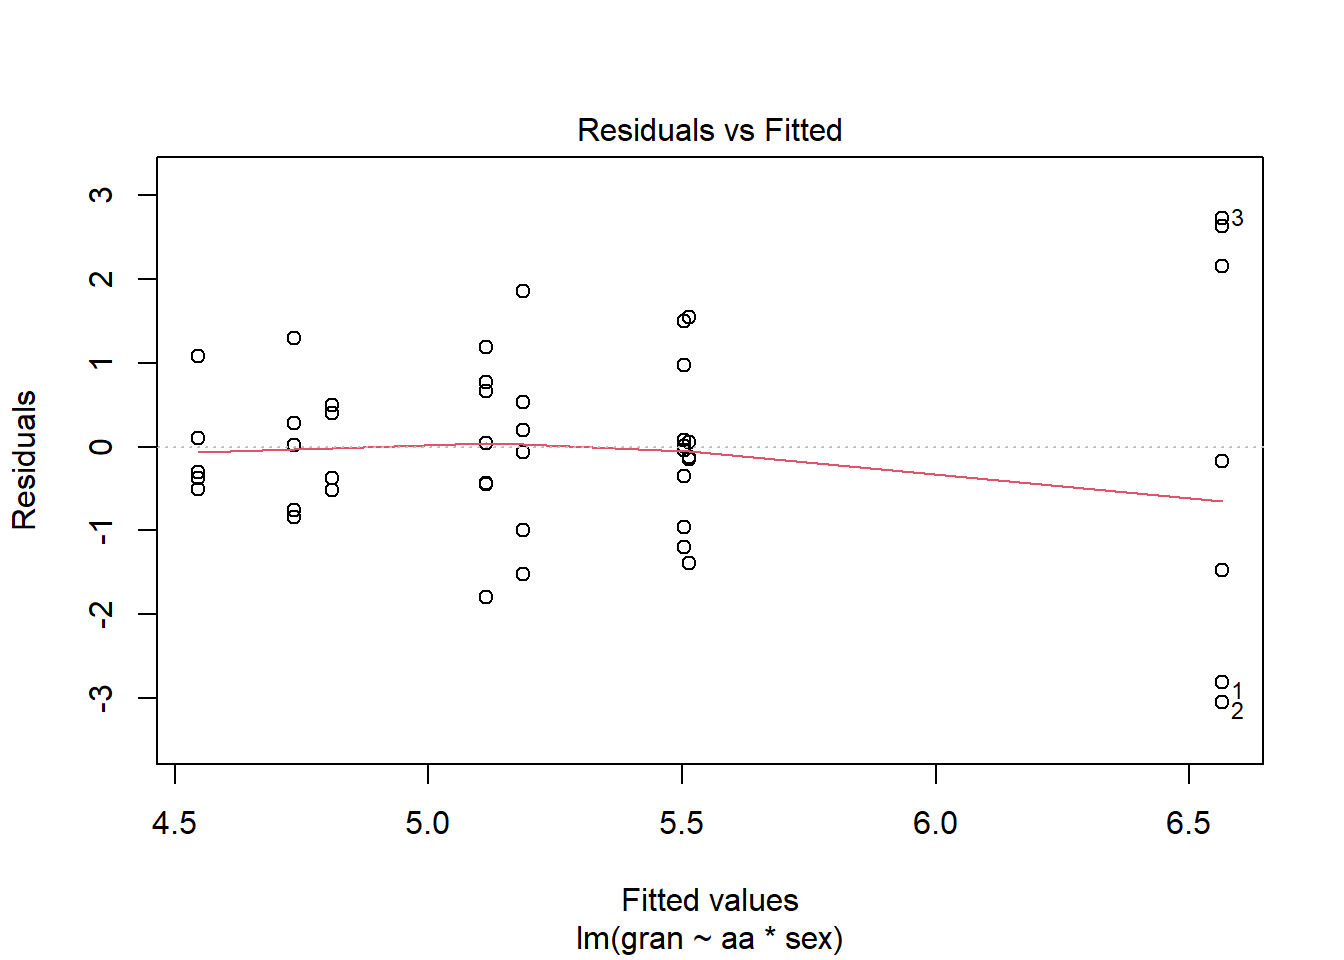 Residuals vs Fitted
3
2
1
0
-1
-2
-3
Residuals
3
1
2
4.5 5.0 5.5 6.0 6.5
Fitted values
lm(gran ~ aa * sex)